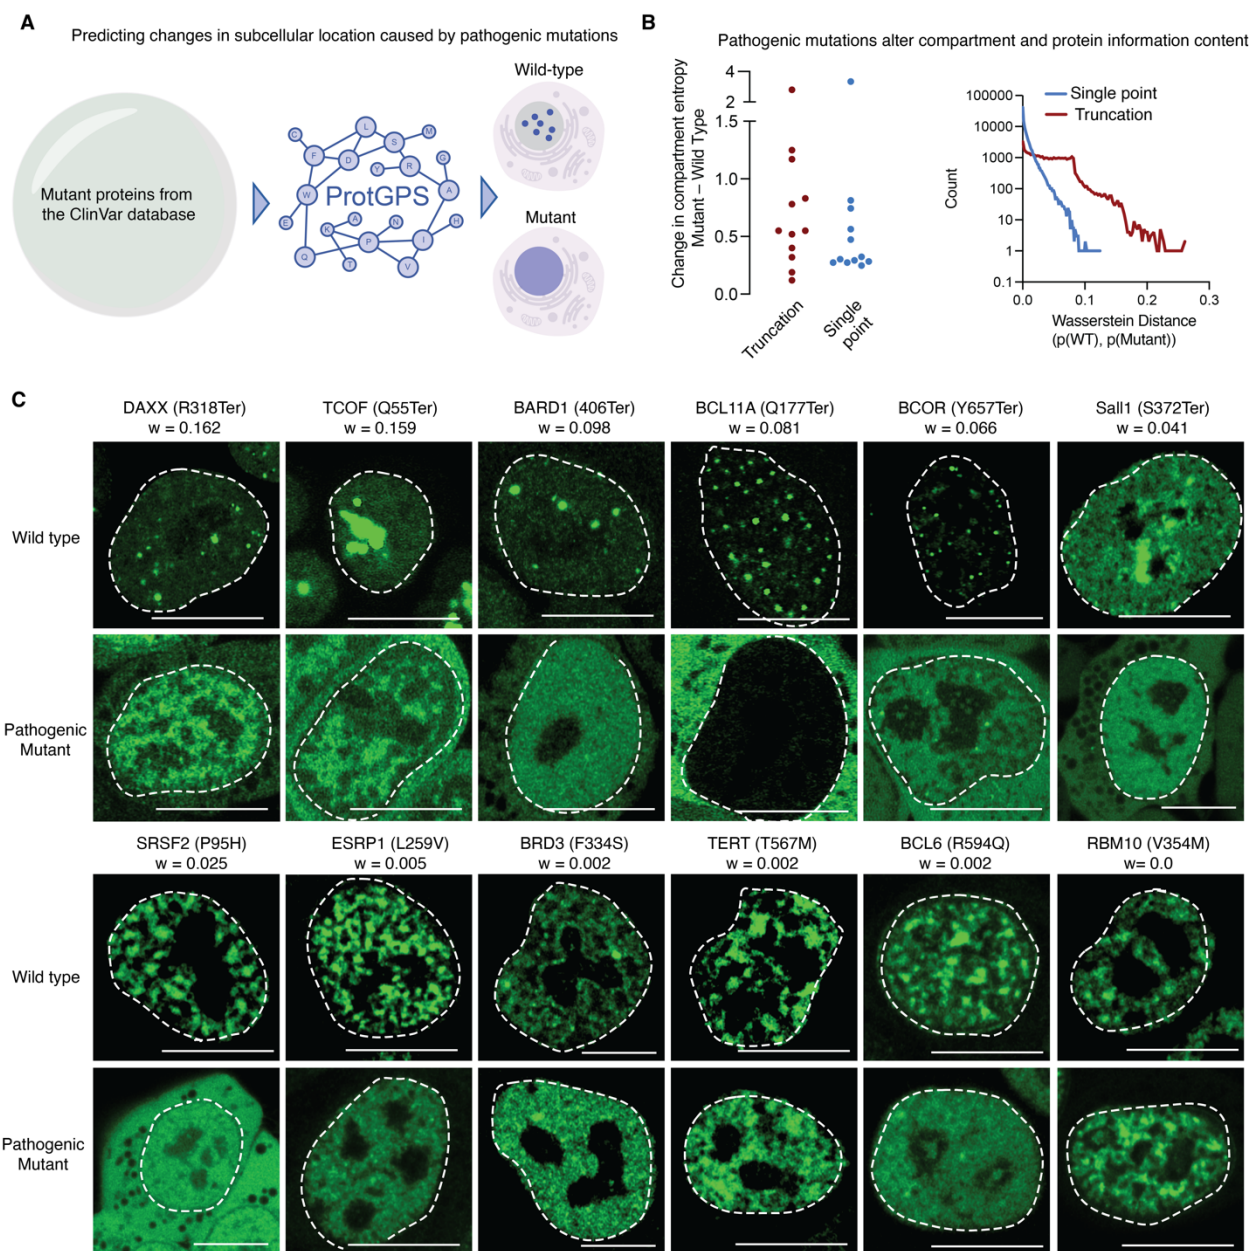 A
Predicting changes in subcellular location caused by pathogenic mutations
Mutant proteins from
the ClinVar database
C
L
S
M
F
D
Y
R
G
W
ProtGPS
A
E
K
A
N
H
P
I
Q
T
V
Wild-type
Mutant
B
Pathogenic mutations alter compartment and protein information content
Change in compartment entropy
Mutant – Wild Type
4
2
1.5
1.0
0.5
0.0
Truncation
Single
point
Single point
Truncation
Count
100000
10000
1000
100
10
1
0.1
0.0
0.1
0.2
0.3
Wasserstein Distance
(p(WT), p(Mutant))
C
DAXX (R318Ter)
w = 0.162
TCOF (Q55Ter)
w = 0.159
BARD1 (406Ter)
w = 0.098
BCL11A (Q177Ter)
w = 0.081
BCOR (Y657Ter)
w = 0.066
Sall1 (S372Ter)
w = 0.041
Wild type
Pathogenic
Mutant
SRSF2 (P95H)
w = 0.025
ESRP1 (L259V)
w = 0.005
BRD3 (F334S)
w = 0.002
TERT (T567M)
w = 0.002
BCL6 (R594Q)
w = 0.002
RBM10 (V354M)
w= 0.0
Wild type
Pathogenic
Mutant